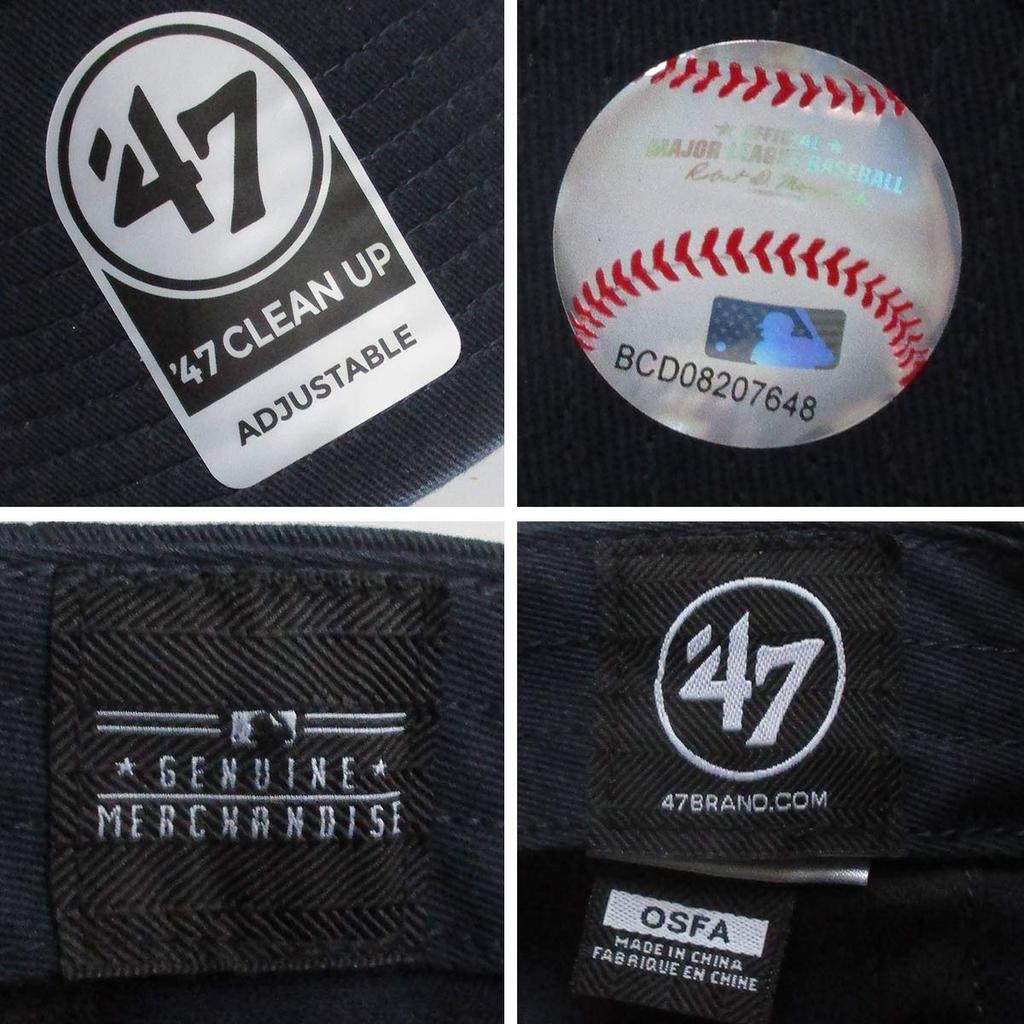 '47
'47 CLEAN UP
ADJUSTABLE
★ OFFICIAL ★
MAJOR LEAGUE BASEBALL
BCD08207648
★ GENUINE ★
MERCHANDISE
'47
47BRAND.COM
OSFA
MADE IN CHINA
FABRIQUE EN CHINE